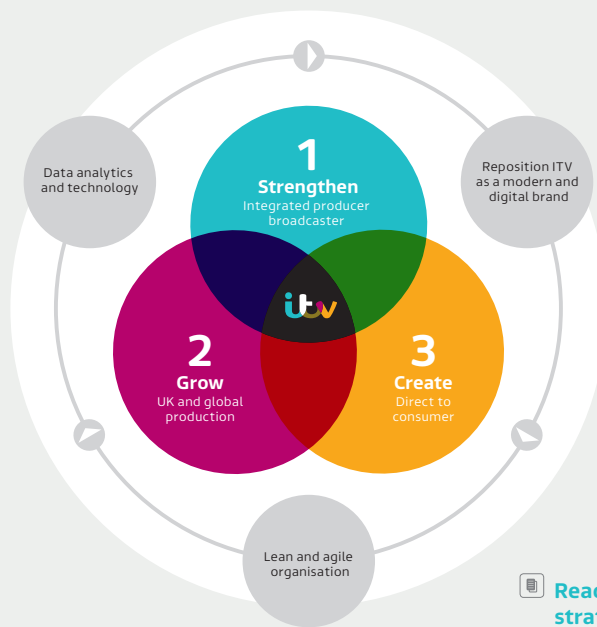 1
Strengthen
Integrated producer
broadcaster
Data analytics
and technology
Reposition ITV
as a modern and
digital brand
itv
2
Grow
UK and global
production
3
Create
Direct to
consumer
Lean and agile
organisation